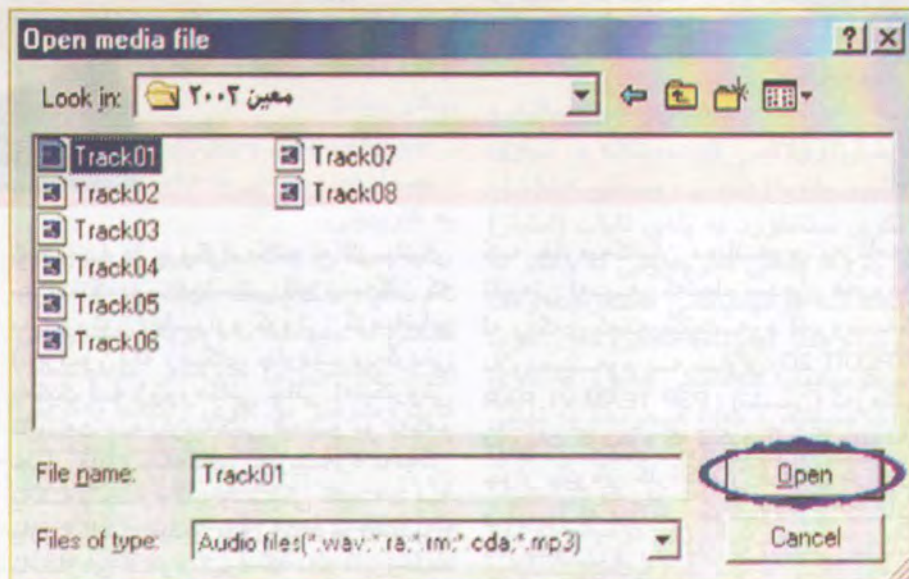 Open media file
Look in: معین ۲۰۰۲
Track01
Track02
Track03
Track04
Track05
Track06
Track07
Track08
File name: Track01 Open
Files of type: Audio files(*.wav;*.ra;*.rm;*.cda;*.mp3) Cancel